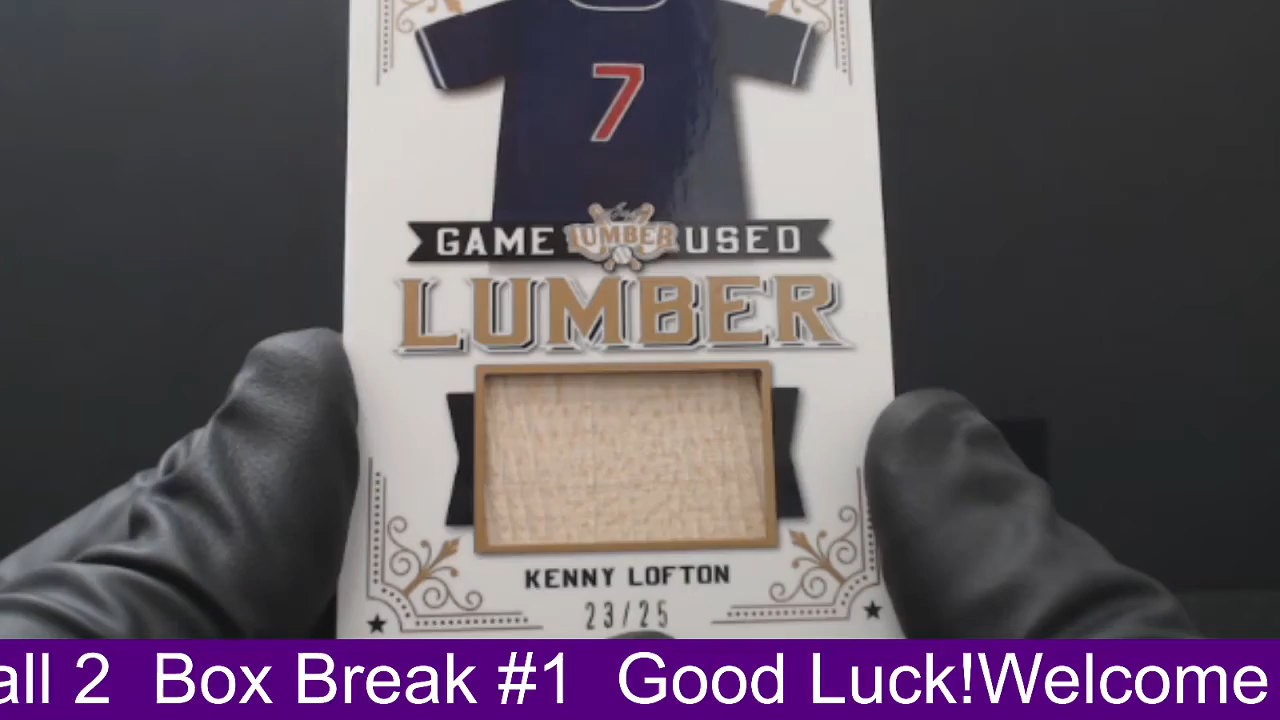 7
GAME LUMBER USED
LUMBER
KENNY LOFTON
23/25
all 2 Box Break #1 Good Luck!Welcome